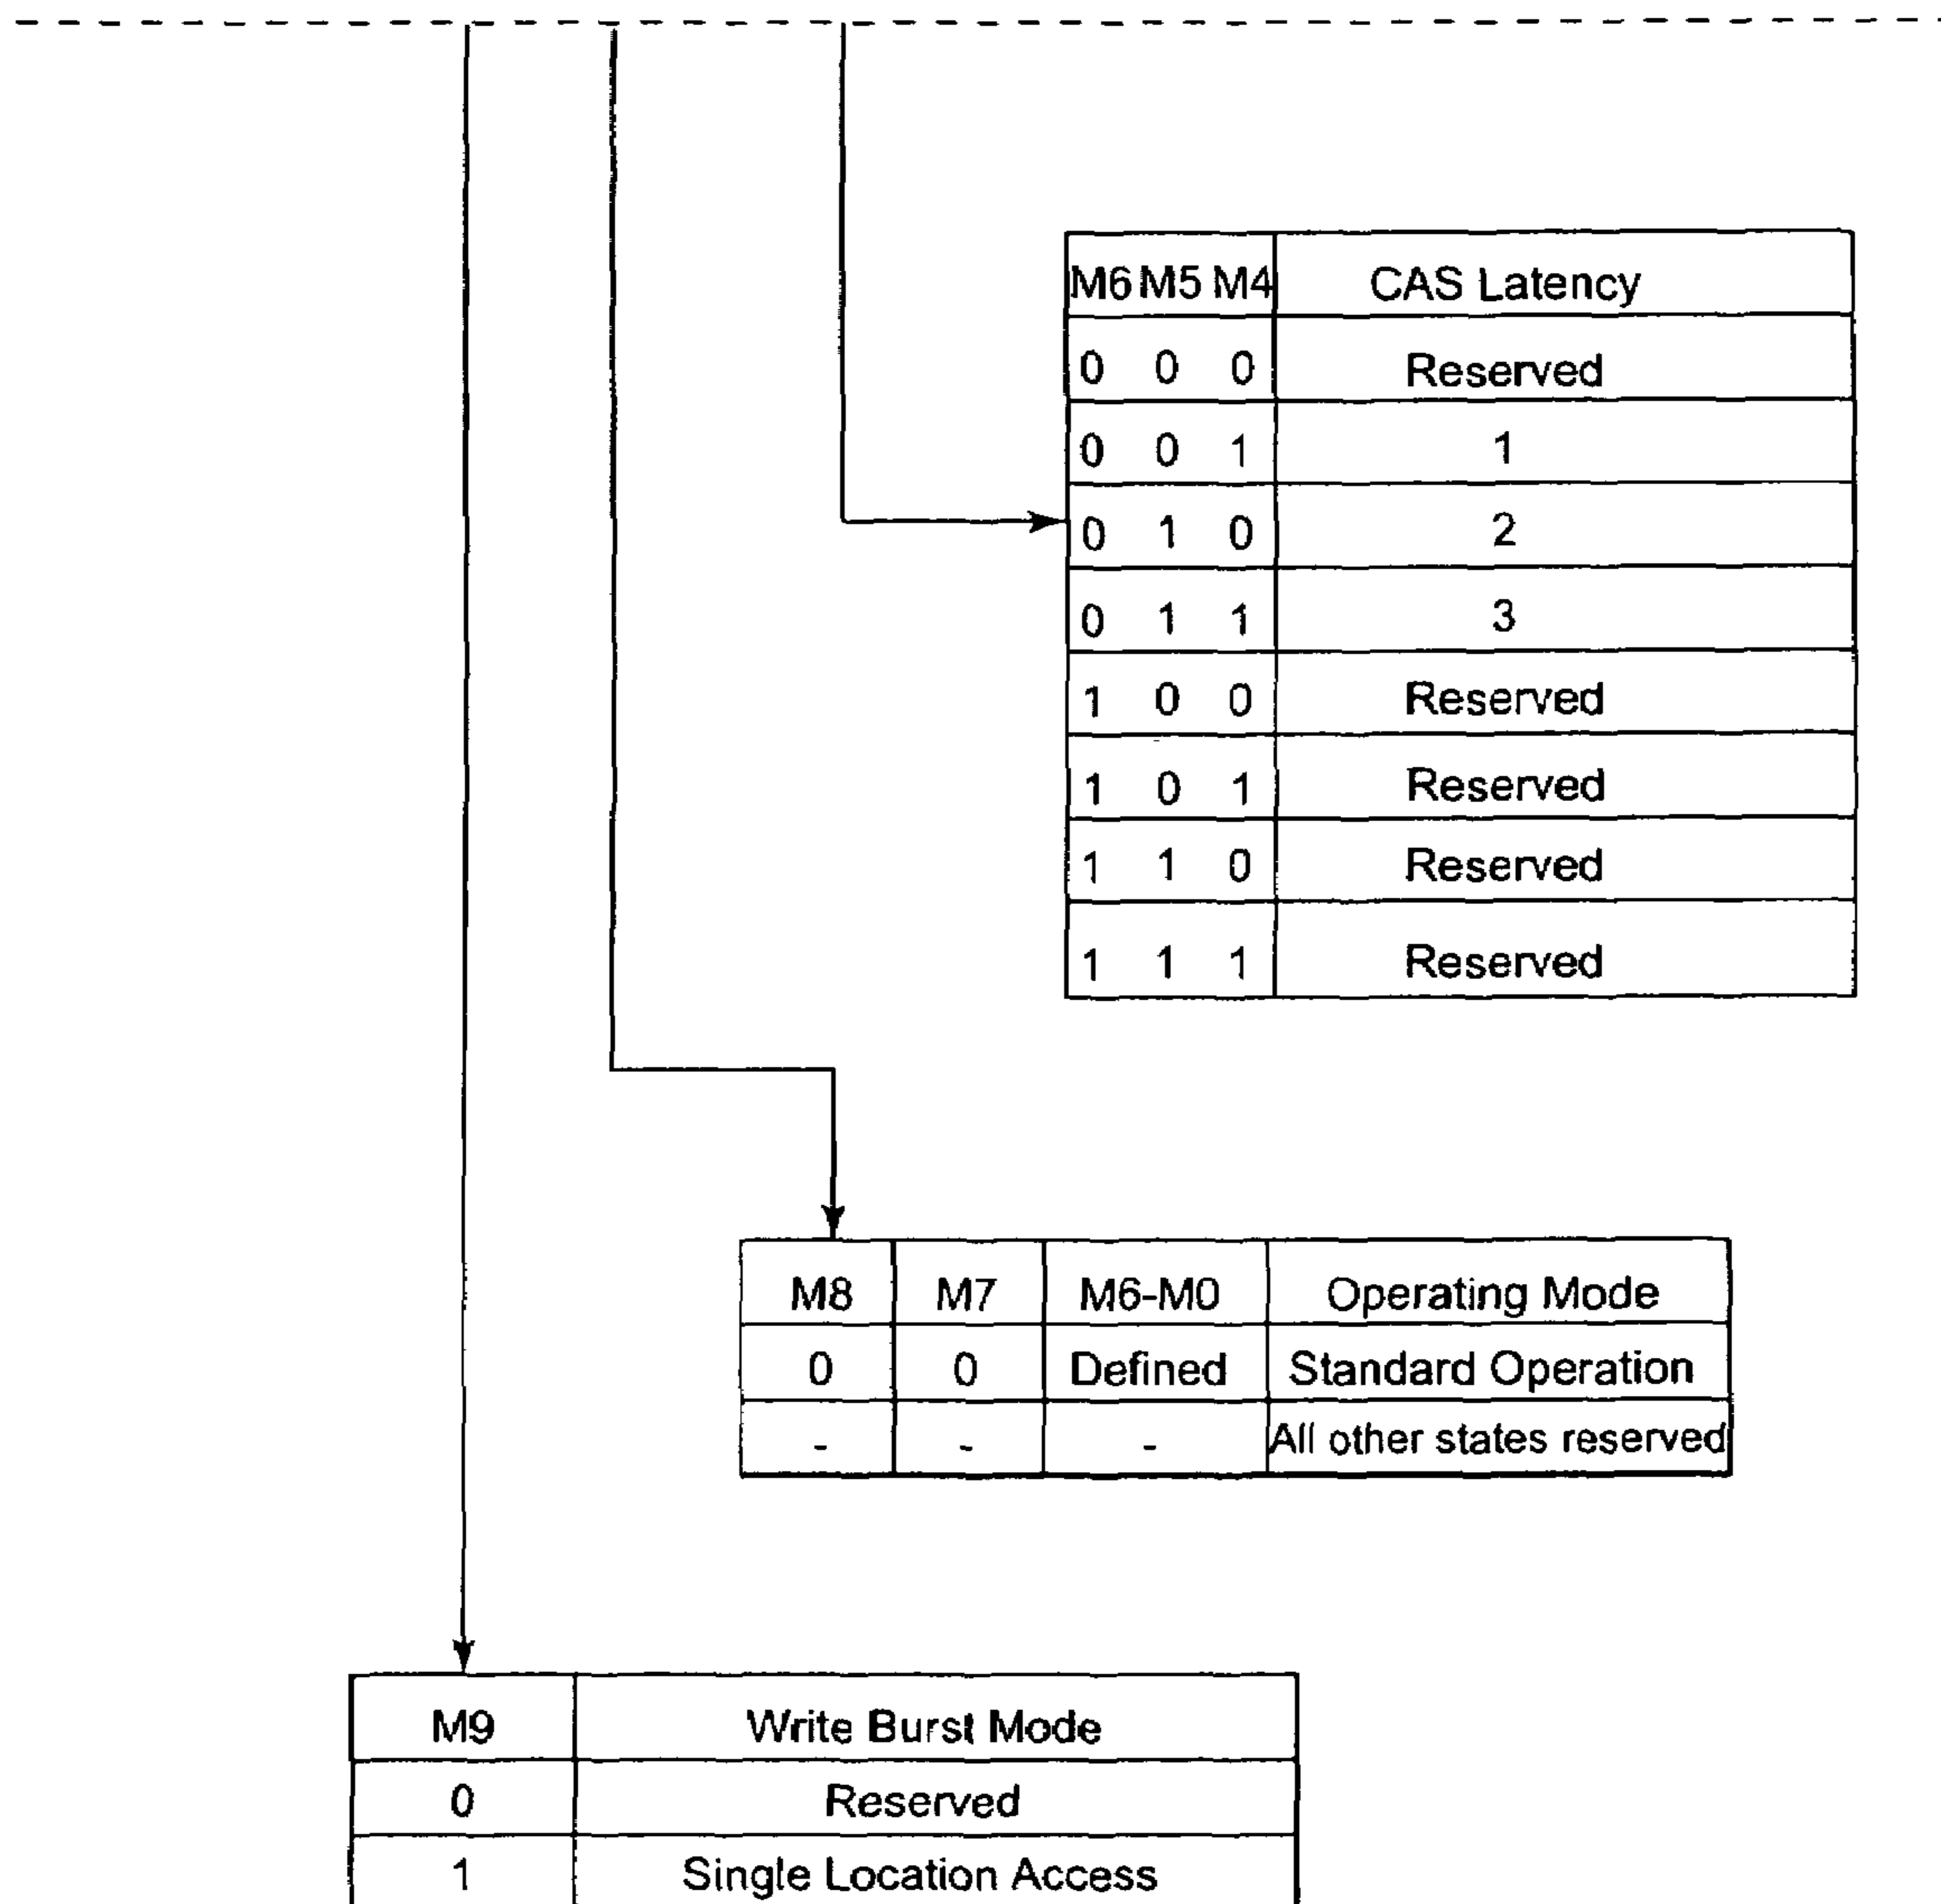 M6 M5 M4 CAS Latency
0 0 0 Reserved
0 0 1 1
0 1 0 2
0 1 1 3
1 0 0 Reserved
1 0 1 Reserved
1 1 0 Reserved
1 1 1 Reserved
M8 M7 M6-M0 Operating Mode
0 0 Defined Standard Operation
- - - All other states reserved
M9 Write Burst Mode
0 Reserved
1 Single Location Access